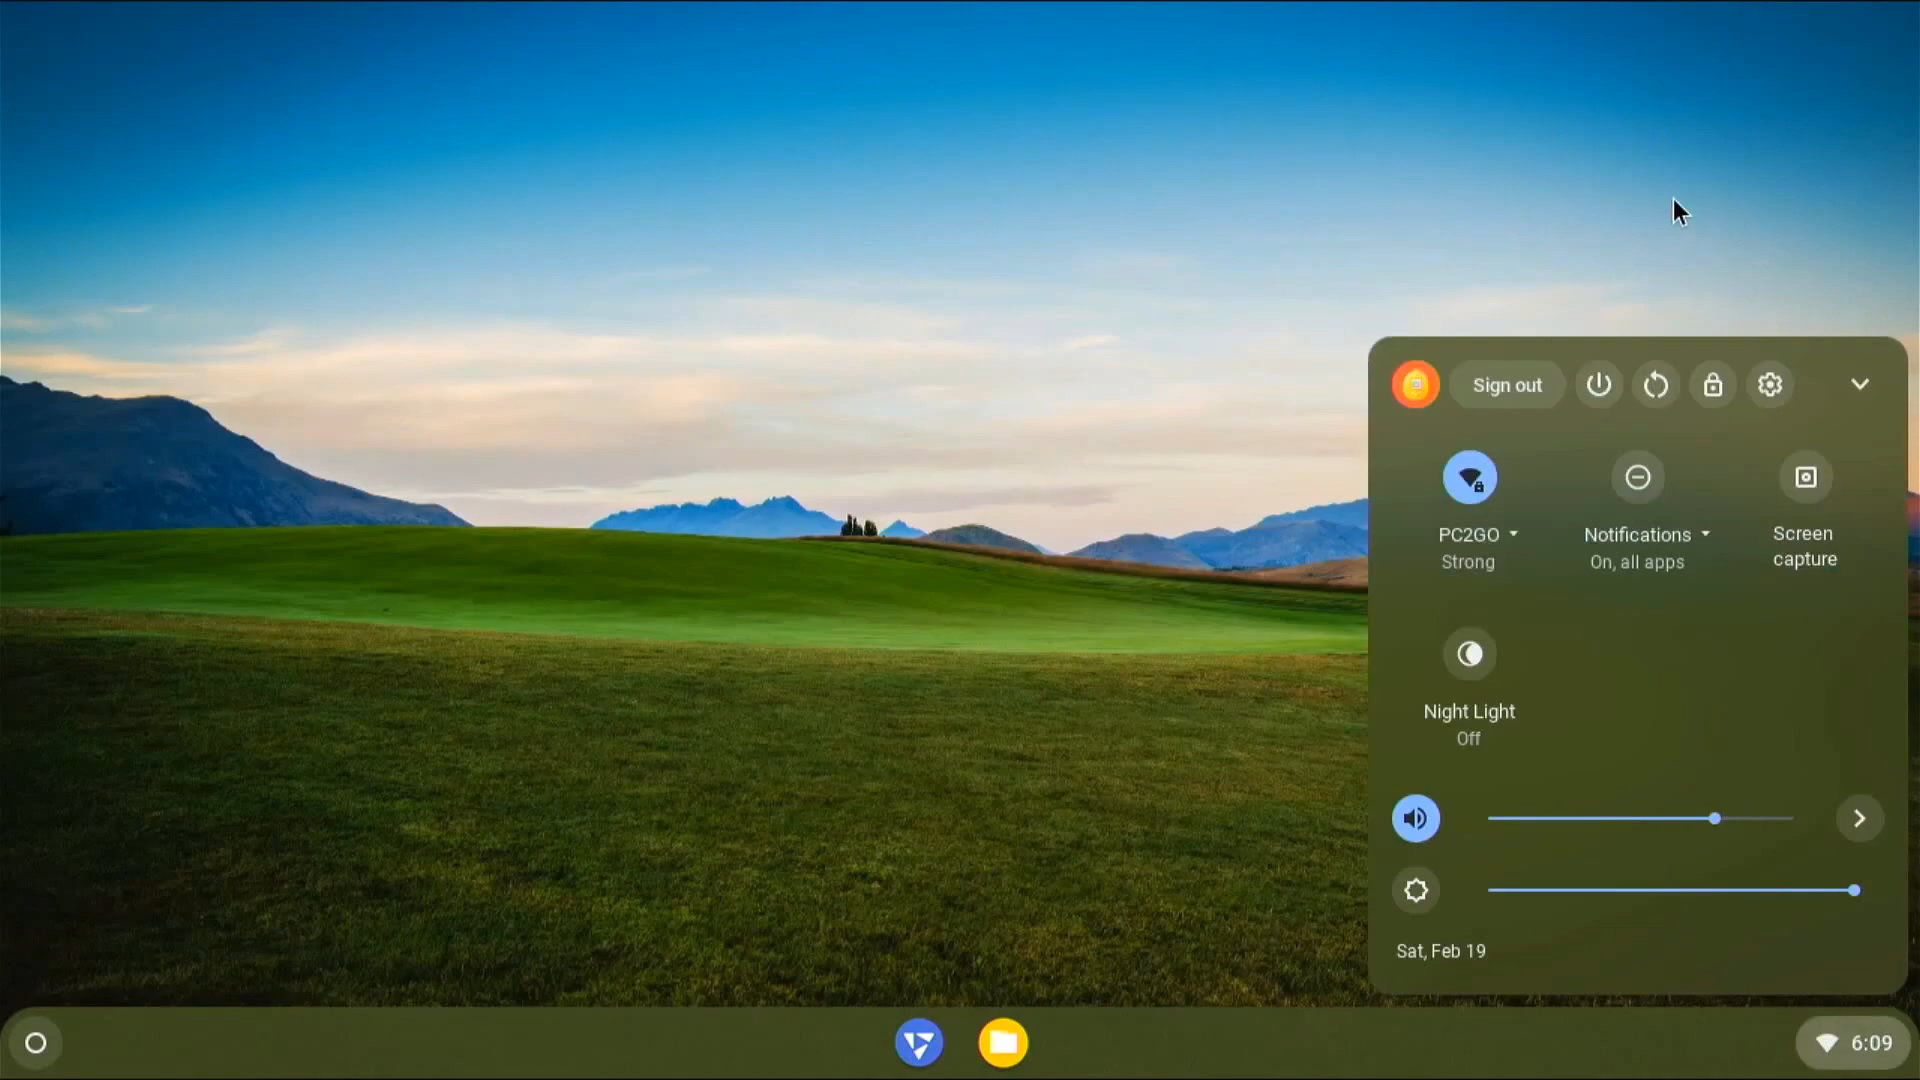 Sign out
PC2GO
Strong
Notifications
On, all apps
Screen
capture
Night Light
Off
Sat, Feb 19
6:09